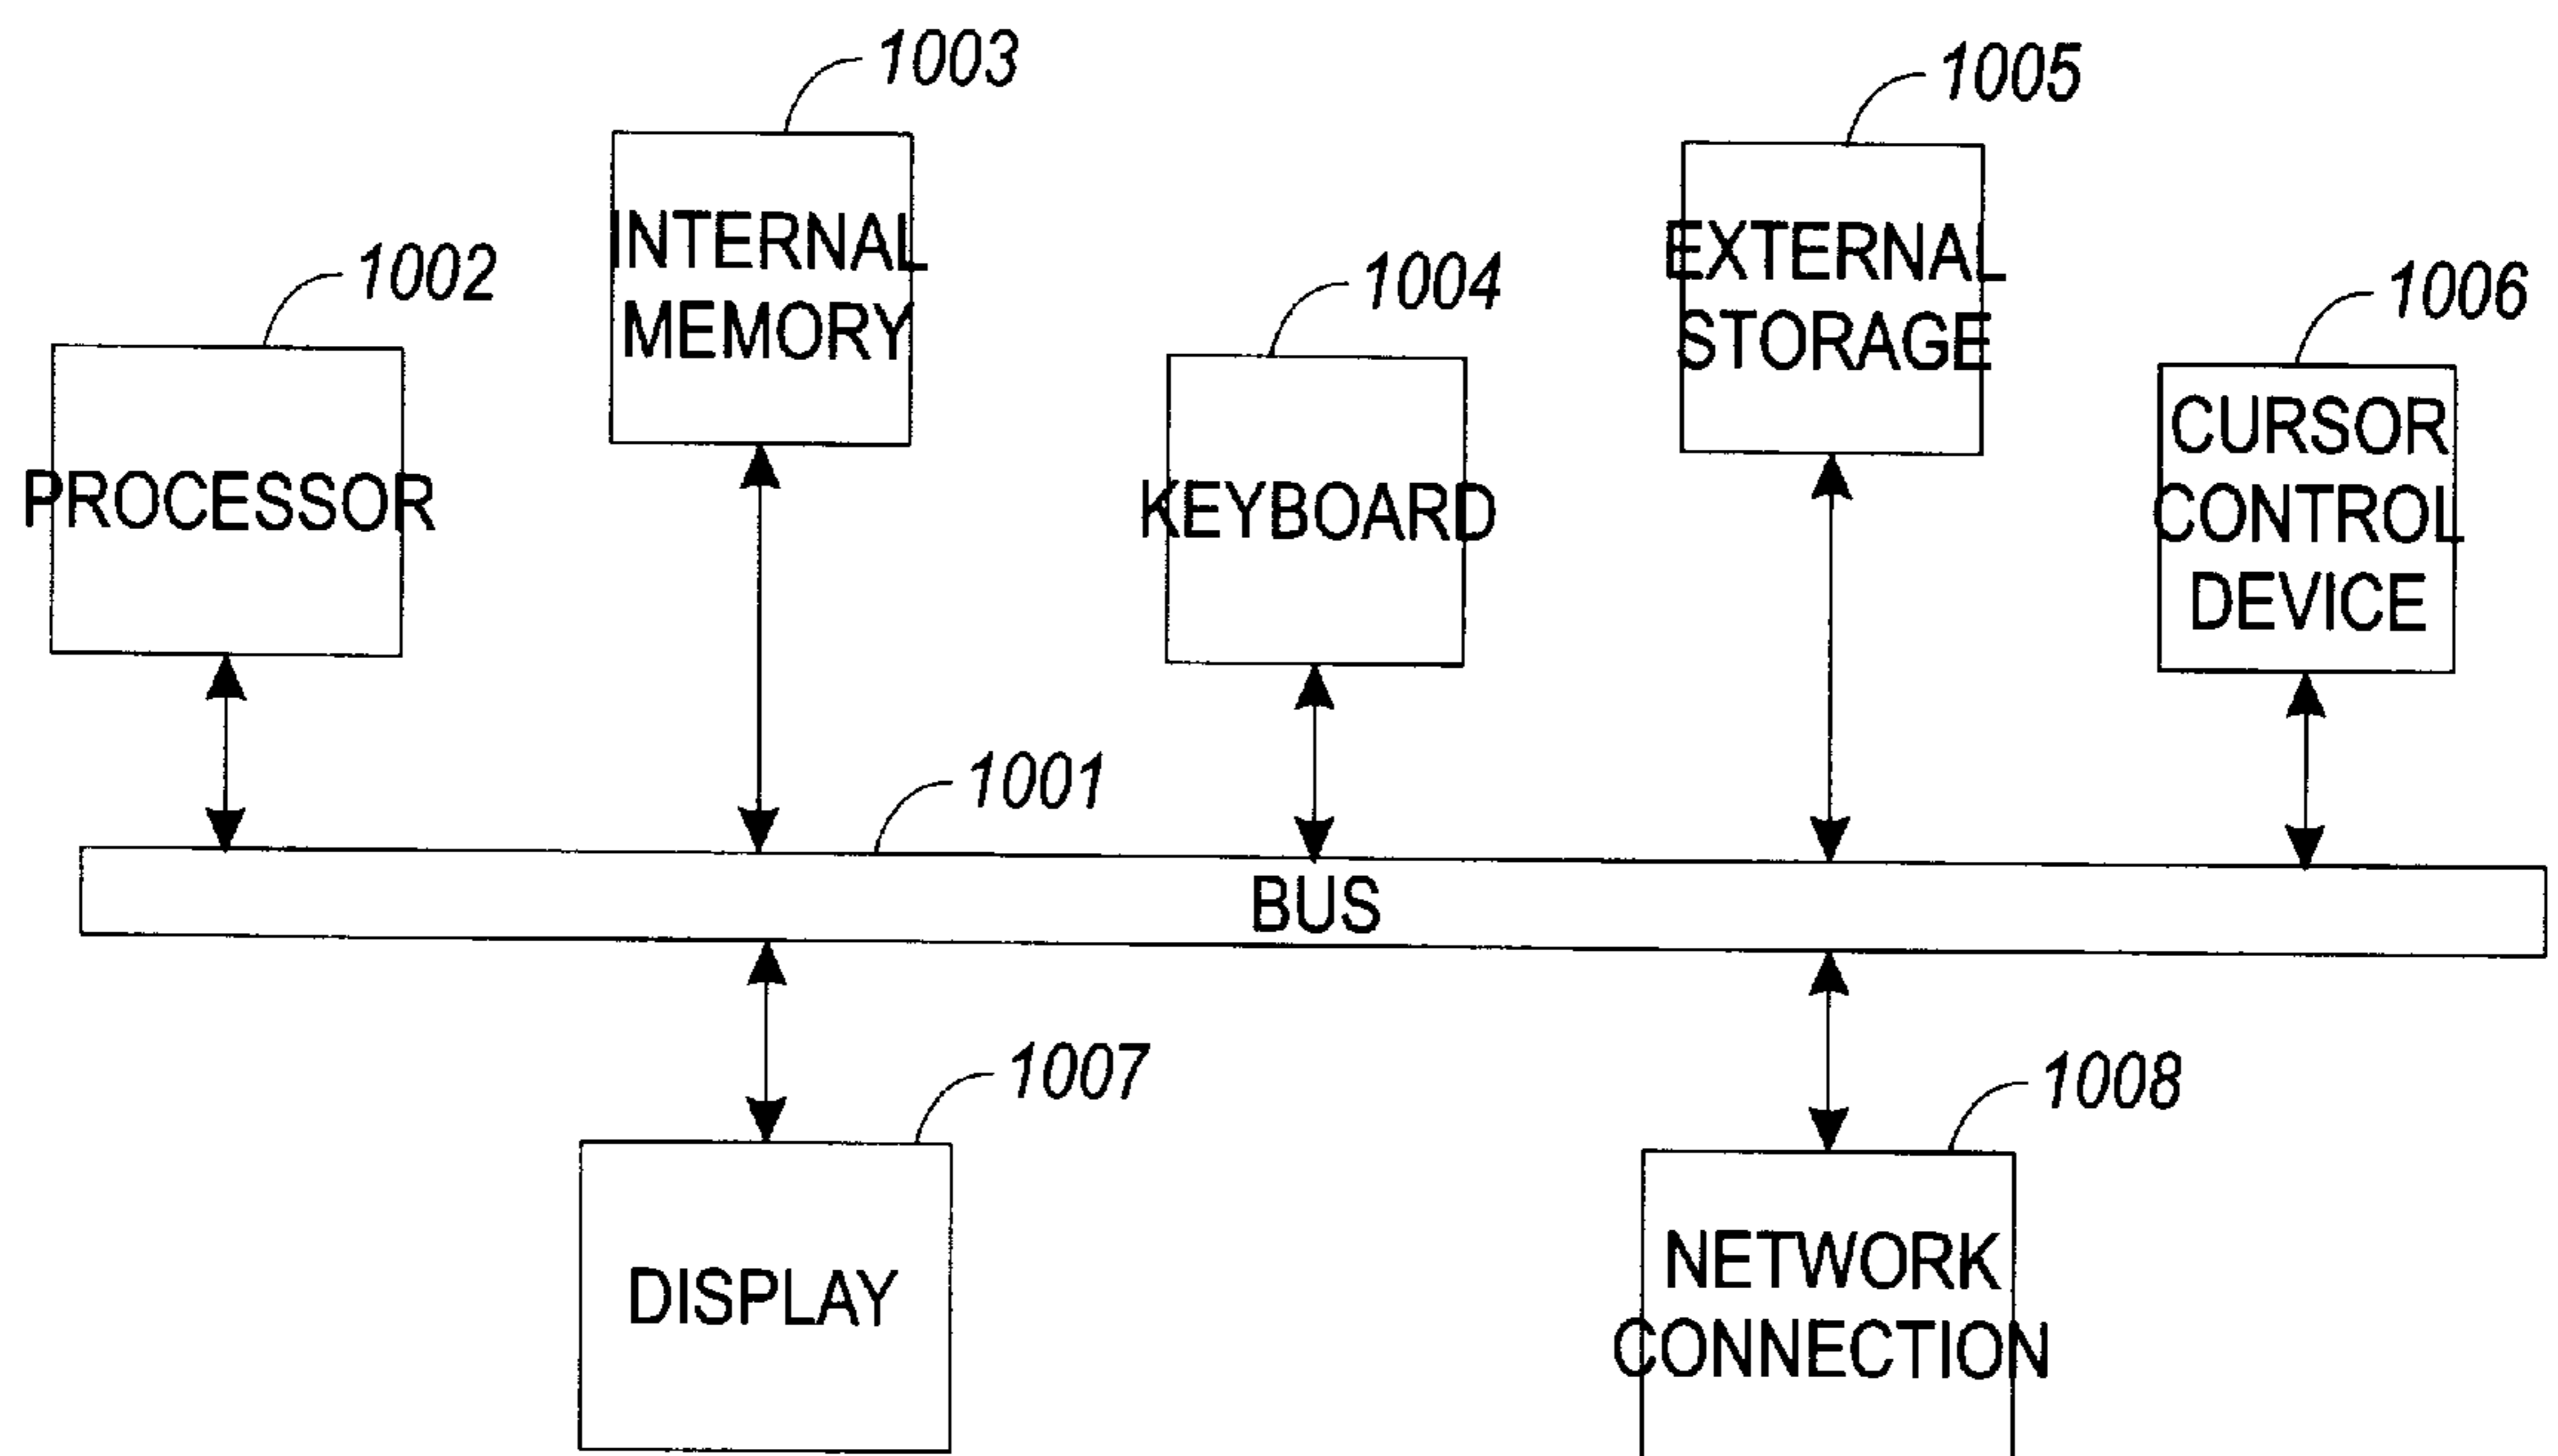 1003
1005
INTERNAL
MEMORY
EXTERNAL
STORAGE
1002
1004
1006
PROCESSOR
KEYBOARD
CURSOR
CONTROL
DEVICE
1001
BUS
1007
1008
DISPLAY
NETWORK
CONNECTION